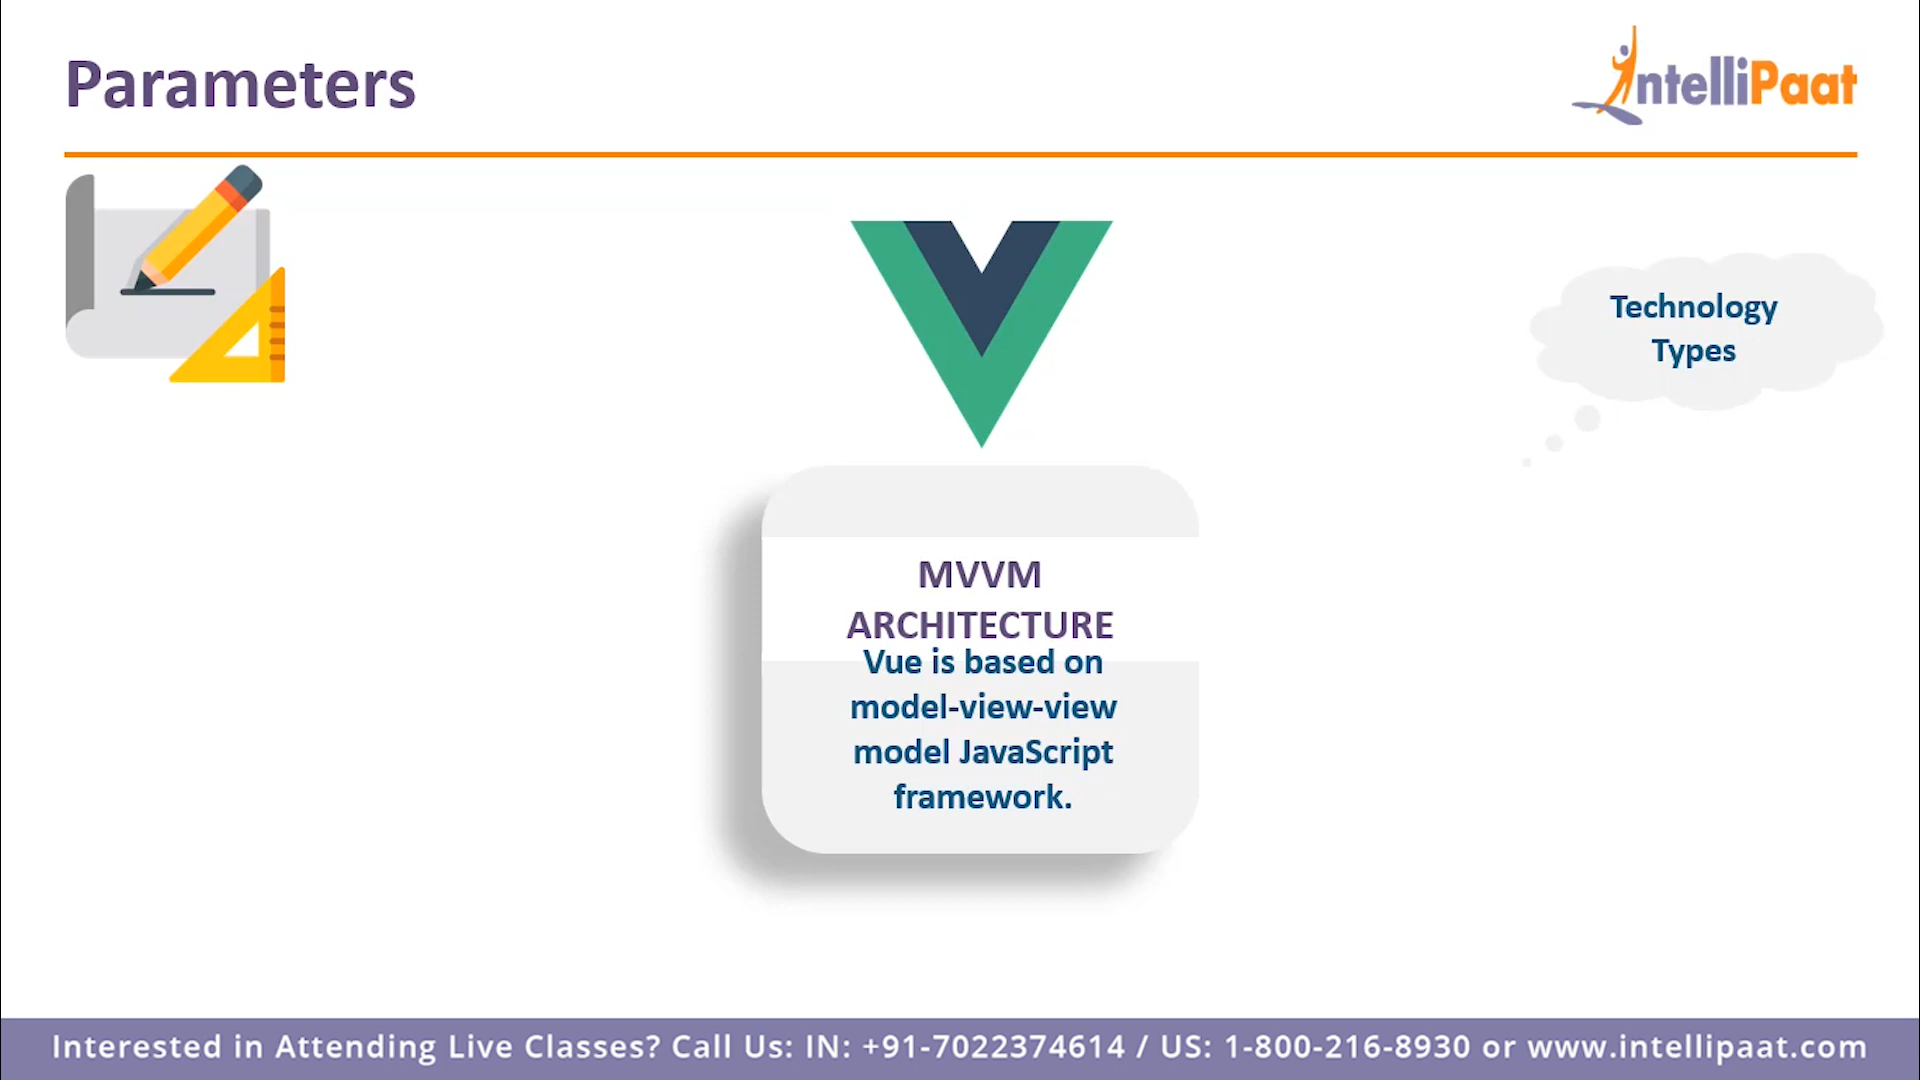 Parameters
IntelliPaat
Technology
Types
MVVM
ARCHITECTURE
Vue is based on
model-view-view
model JavaScript
framework.
Interested in Attending Live Classes? Call Us: IN: +91-7022374614 / US: 1-800-216-8930 or www.intellipaat.com